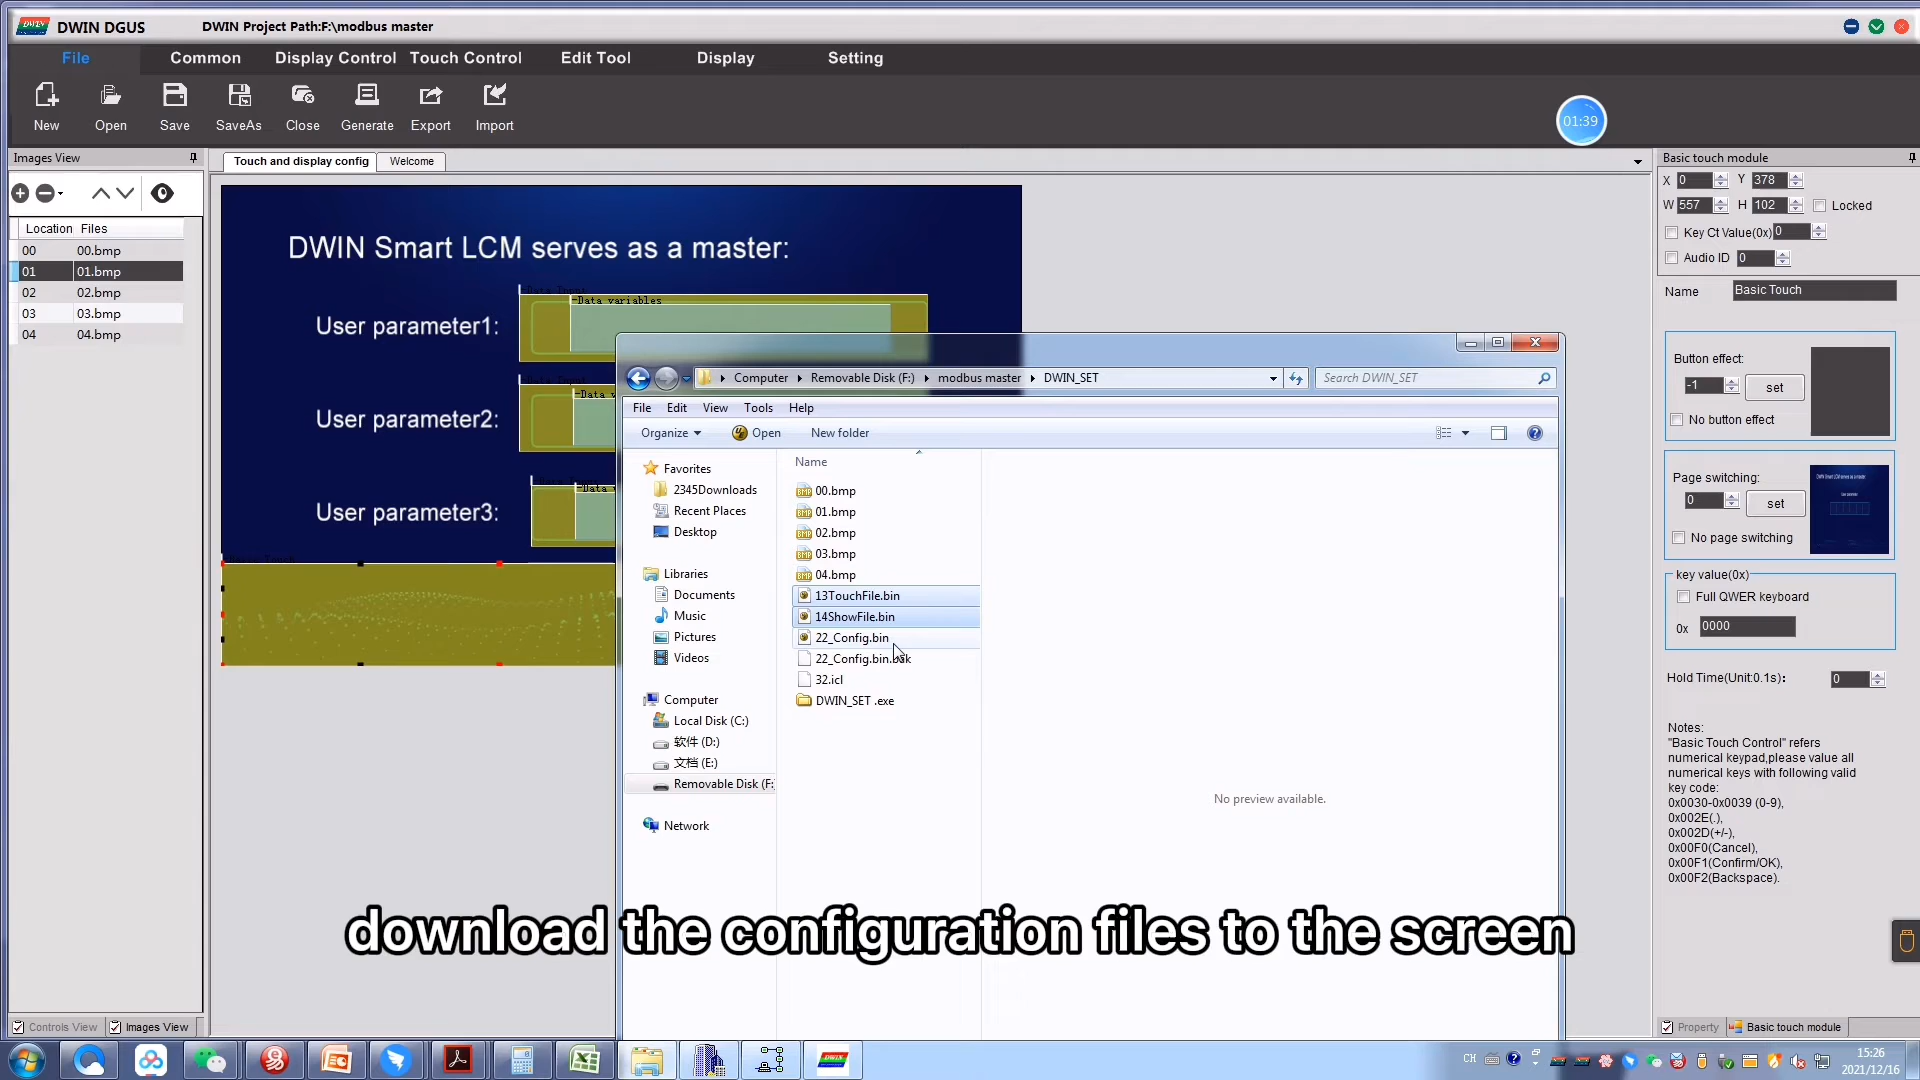 DWIN DGUS
DWIN Project Path:F:\modbus master
File
Common
Display Control
Touch Control
Edit Tool
Display
Setting
New
Open
Save
SaveAs
Close
Generate
Export
Import
01:39
Images View
Touch and display config
Welcome
Location Files
00 00.bmp
01 01.bmp
02 02.bmp
03 03.bmp
04 04.bmp
DWIN Smart LCM serves as a master:
User parameter1:
Data variables
User parameter2:
User parameter3:
Computer
Removable Disk (F:)
modbus master
DWIN_SET
Search DWIN_SET
File Edit View Tools Help
Organize
Open
New folder
Favorites
2345Downloads
Recent Places
Desktop
Libraries
Documents
Music
Pictures
Videos
Computer
Local Disk (C:)
软件 (D:)
文档 (E:)
Removable Disk (F:
Network
Name
00.bmp
01.bmp
02.bmp
03.bmp
04.bmp
13TouchFile.bin
14ShowFile.bin
22_Config.bin
22_Config.bin.bak
32.icl
DWIN_SET .exe
No preview available.
Basic touch module
X 0 Y 378
W 557 H 102 Locked
Key Ct Value(0x) 0
Audio ID 0
Name Basic Touch
Button effect:
-1 set
No button effect
Page switching:
0 set
No page switching
key value(0x)
Full QWER keyboard
0x 0000
Hold Time(Unit:0.1s): 0
Notes:
"Basic Touch Control" refers
numerical keypad,please value all
numerical keys with following valid
key code:
0x0030-0x0039 (0-9),
0x002E(.),
0x002D(+/-),
0x00F0(Cancel),
0x00F1(Confirm/OK),
0x00F2(Backspace).
download the configuration files to the screen
Controls View
Images View
Property
Basic touch module
CH
15:26
2021/12/16